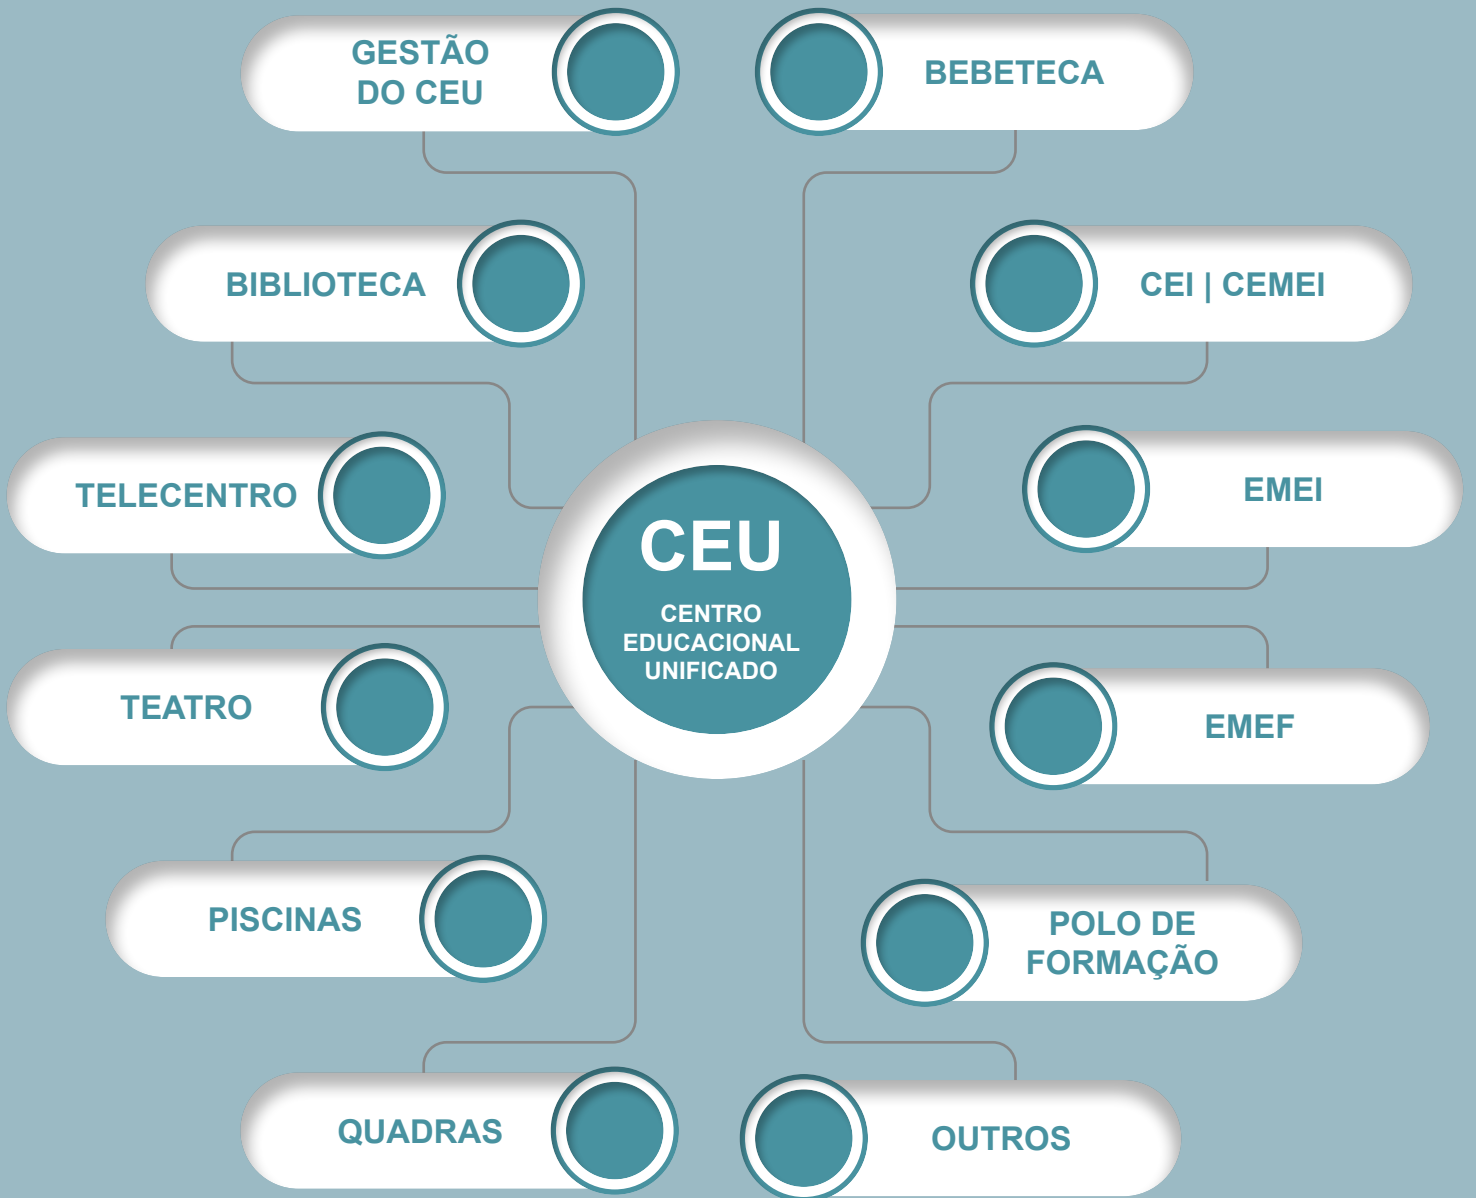 GESTÃO
DO CEU
BEBETECA
BIBLIOTECA
CEI | CEMEI
TELECENTRO
EMEI
CEU
CENTRO
EDUCACIONAL
UNIFICADO
TEATRO
EMEF
PISCINAS
POLO DE
FORMAÇÃO
QUADRAS
OUTROS